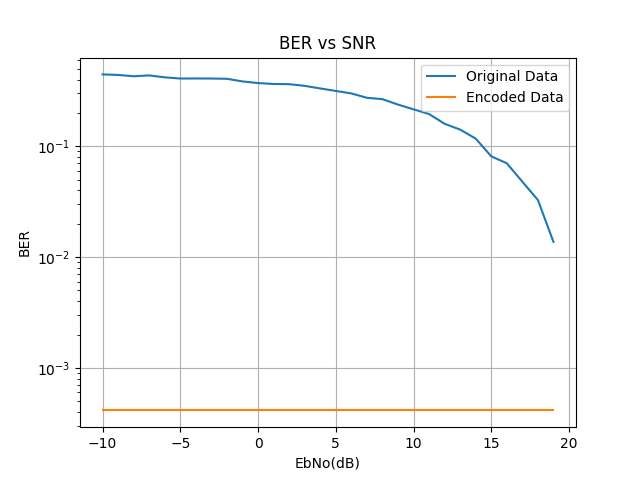 BER vs SNR
Original Data
Encoded Data
10⁻¹
10⁻²
10⁻³
BER
−10 −5 0 5 10 15 20
EbNo(dB)